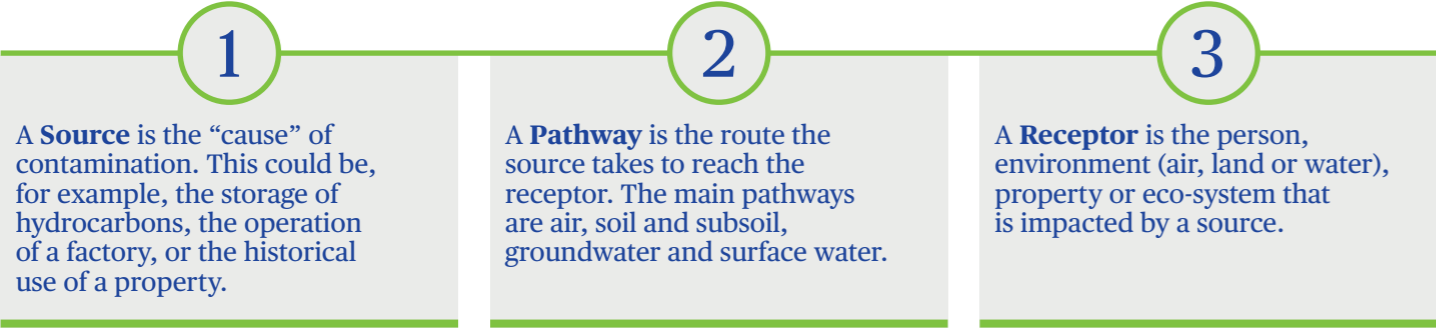 1
A Source is the “cause” of
contamination. This could be,
for example, the storage of
hydrocarbons, the operation
of a factory, or the historical
use of a property.
2
A Pathway is the route the
source takes to reach the
receptor. The main pathways
are air, soil and subsoil,
groundwater and surface water.
3
A Receptor is the person,
environment (air, land or water),
property or eco-system that
is impacted by a source.